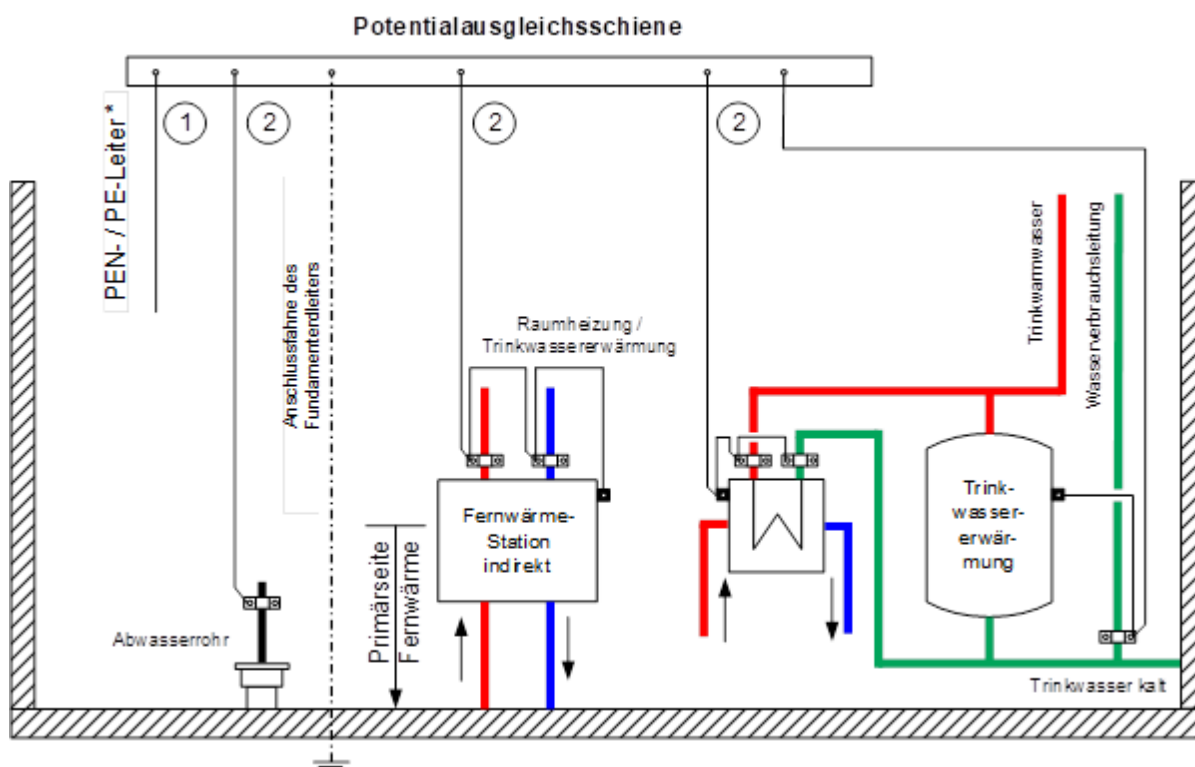 Potentialausgleichsschiene
PEN- / PE-Leiter *
1
2
2
2
Anschlussfahne des
Fundamenterdleiters
Raumheizung /
Trinkwassererwärmung
Trinkwarmwasser
Wasserverbrauchsleitung
Fernwärme-
Station
indirekt
Trink-
wasser-
erwär-
mung
Primärseite
Fernwärme
Abwasserrohr
Trinkwasser kalt